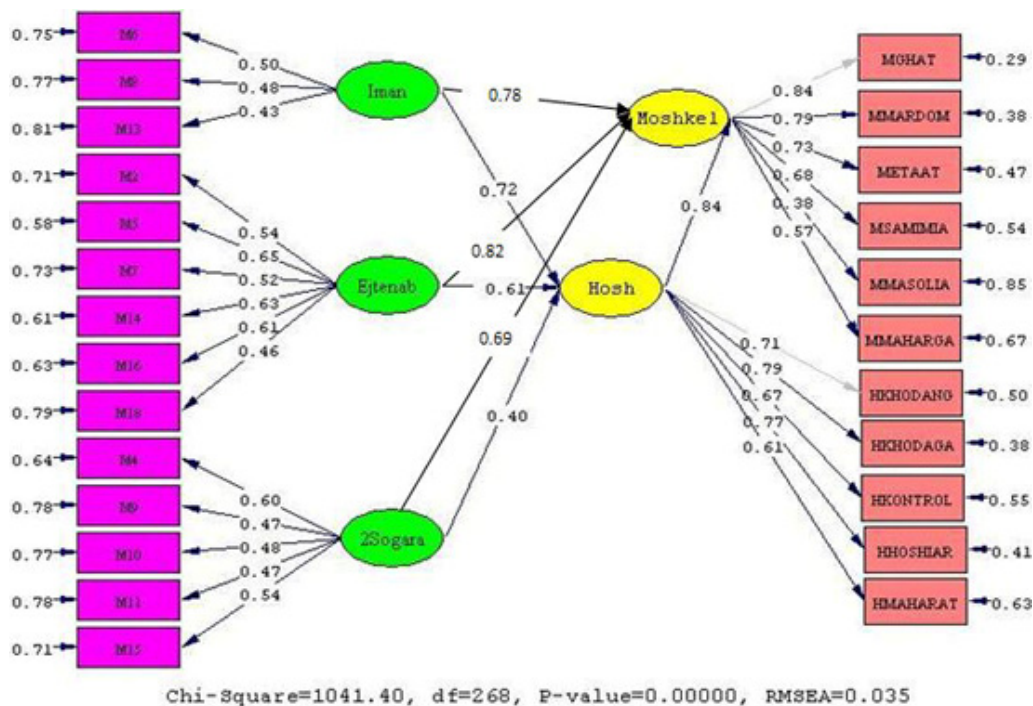 0.75 M6
0.77 M8
0.81 M13
0.71 M2
0.58 M5
0.73 M7
0.61 M14
0.63 M16
0.79 M18
0.64 M4
0.78 M9
0.77 M10
0.78 M11
0.71 M15
0.50
0.48
0.43
0.54
0.65
0.52
0.63
0.61
0.46
0.60
0.47
0.48
0.47
0.54
Iman
Ejtenab
2Sogara
0.78
0.72
0.82
0.61
0.69
0.40
0.84
Moshkel
Hosh
0.84
0.79
0.73
0.68
0.38
0.57
0.71
0.79
0.67
0.77
0.61
MGHAT 0.29
MMARDOM 0.38
METAAT 0.47
MSAMIMIA 0.54
MMASOLIA 0.85
MMAHARGA 0.67
HKHODANG 0.50
HKHODAGA 0.38
HKONTROL 0.55
HHOSHIAR 0.41
HMAHARAT 0.63
Chi-Square=1041.40, df=268, P-value=0.00000, RMSEA=0.035